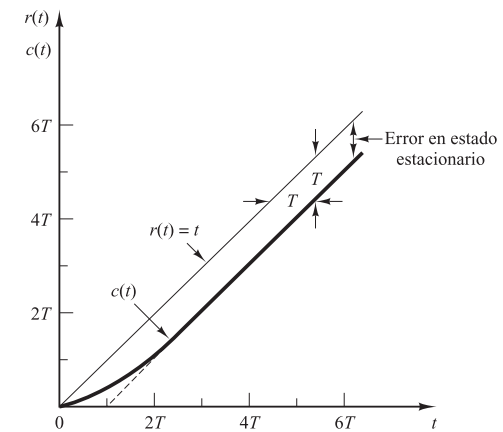 r(t)
c(t)
6T
Error en estado
estacionario
T
T
4T
r(t) = t
c(t)
2T
0
2T
4T
6T
t